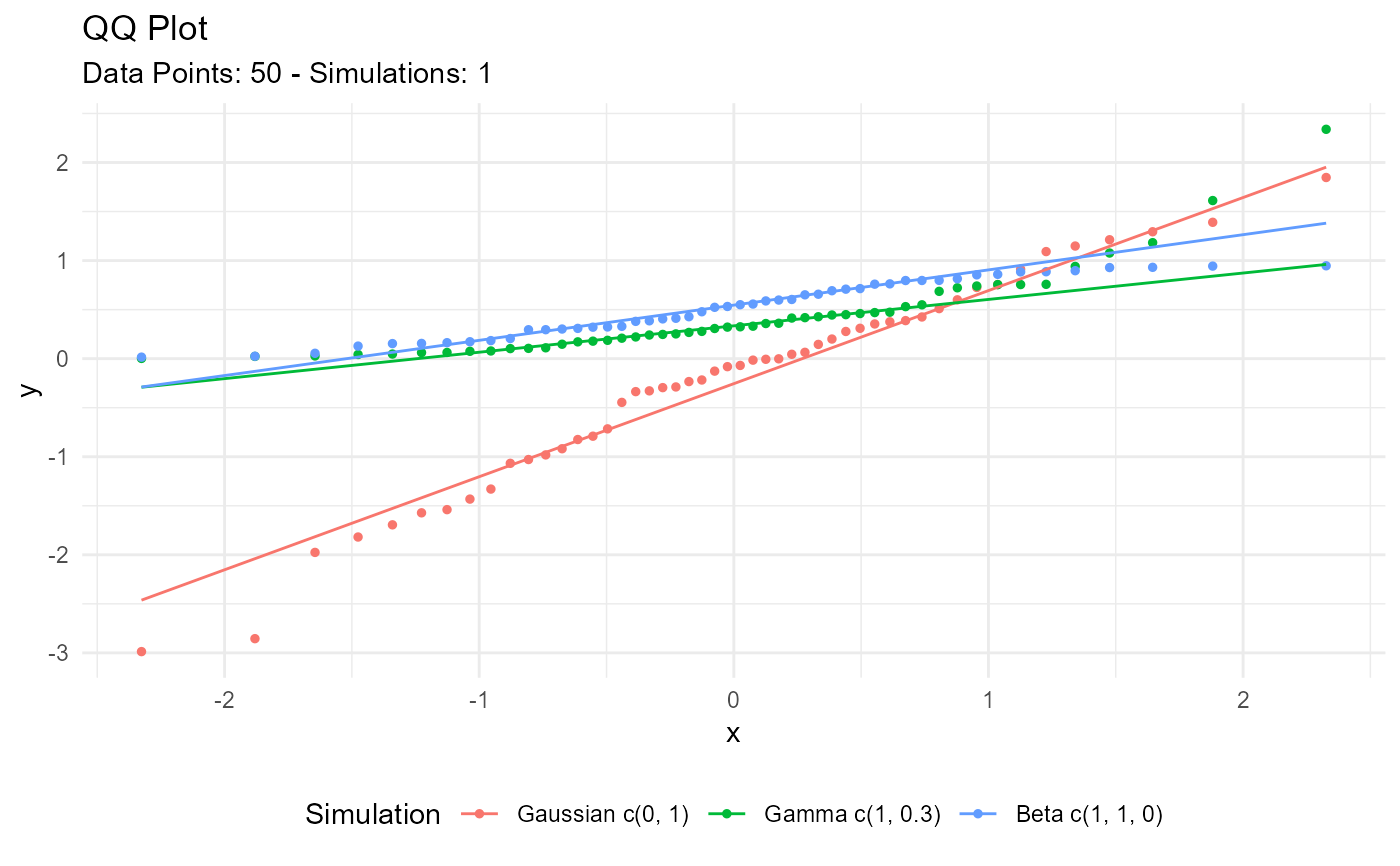 QQ Plot
Data Points: 50 - Simulations: 1
2
1
0
-1
-2
-3
y
-2 -1 0 1 2
x
Simulation Gaussian c(0, 1) Gamma c(1, 0.3) Beta c(1, 1, 0)